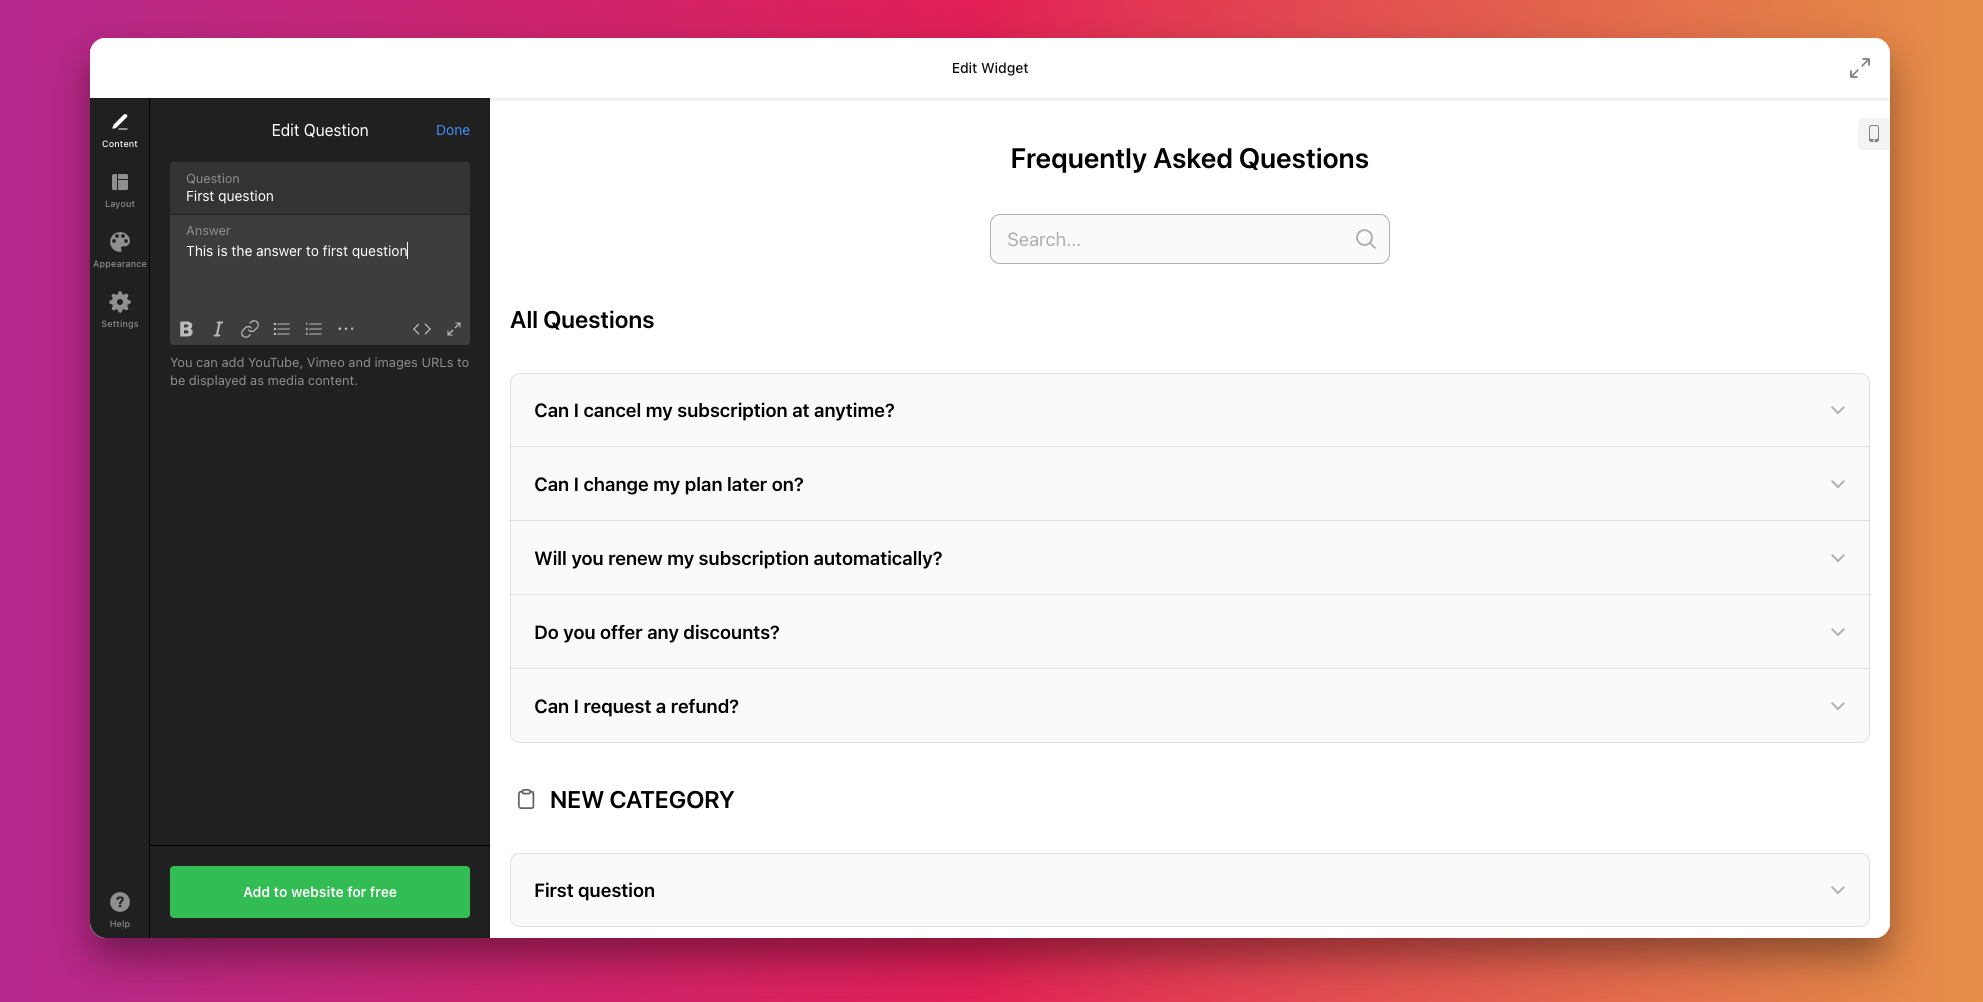 Edit Widget
Content
Layout
Appearance
Settings
Help
Edit Question
Done
Question
First question
Answer
This is the answer to first question
B I
You can add YouTube, Vimeo and images URLs to
be displayed as media content.
Add to website for free
Frequently Asked Questions
Search...
All Questions
Can I cancel my subscription at anytime?
Can I change my plan later on?
Will you renew my subscription automatically?
Do you offer any discounts?
Can I request a refund?
NEW CATEGORY
First question